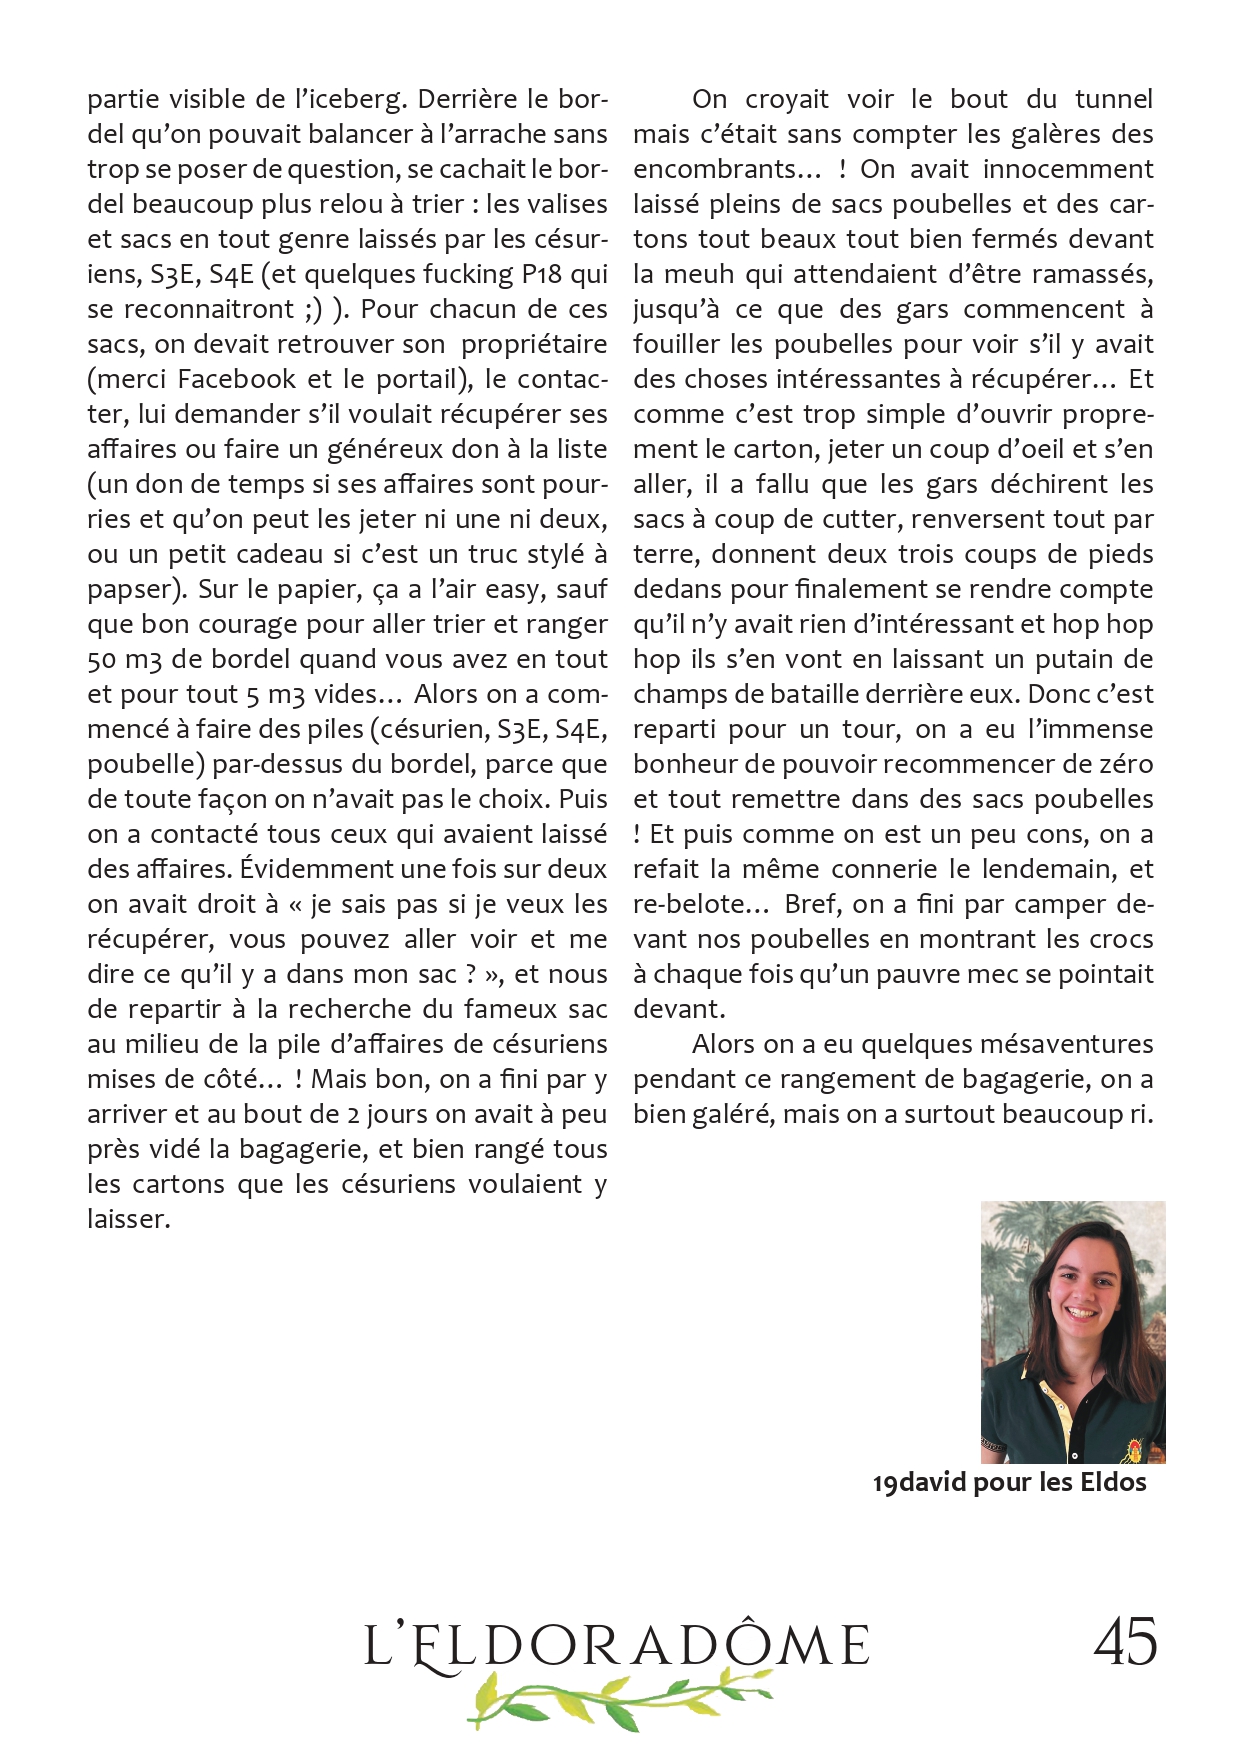 partie visible de l’iceberg. Derrière le bor-
del qu’on pouvait balancer à l’arrache sans
trop se poser de question, se cachait le bor-
del beaucoup plus relou à trier : les valises
et sacs en tout genre laissés par les césur-
iens, S3E, S4E (et quelques fucking P18 qui
se reconnaitront ;) ). Pour chacun de ces
sacs, on devait retrouver son  propriétaire
(merci Facebook et le portail), le contac-
ter, lui demander s’il voulait récupérer ses
affaires ou faire un généreux don à la liste
(un don de temps si ses affaires sont pour-
ries et qu’on peut les jeter ni une ni deux,
ou un petit cadeau si c’est un truc stylé à
papser). Sur le papier, ça a l’air easy, sauf
que bon courage pour aller trier et ranger
50 m3 de bordel quand vous avez en tout
et pour tout 5 m3 vides… Alors on a com-
mencé à faire des piles (césurien, S3E, S4E,
poubelle) par-dessus du bordel, parce que
de toute façon on n’avait pas le choix. Puis
on a contacté tous ceux qui avaient laissé
des affaires. Évidemment une fois sur deux
on avait droit à « je sais pas si je veux les
récupérer, vous pouvez aller voir et me
dire ce qu’il y a dans mon sac ? », et nous
de repartir à la recherche du fameux sac
au milieu de la pile d’affaires de césuriens
mises de côté… ! Mais bon, on a fini par y
arriver et au bout de 2 jours on avait à peu
près vidé la bagagerie, et bien rangé tous
les cartons que les césuriens voulaient y
laisser.
On croyait voir le bout du tunnel
mais c’était sans compter les galères des
encombrants… ! On avait innocemment
laissé pleins de sacs poubelles et des car-
tons tout beaux tout bien fermés devant
la meuh qui attendaient d’être ramassés,
jusqu’à ce que des gars commencent à
fouiller les poubelles pour voir s’il y avait
des choses intéressantes à récupérer… Et
comme c’est trop simple d’ouvrir propre-
ment le carton, jeter un coup d’oeil et s’en
aller, il a fallu que les gars déchirent les
sacs à coup de cutter, renversent tout par
terre, donnent deux trois coups de pieds
dedans pour finalement se rendre compte
qu’il n’y avait rien d’intéressant et hop hop
hop ils s’en vont en laissant un putain de
champs de bataille derrière eux. Donc c’est
reparti pour un tour, on a eu l’immense
bonheur de pouvoir recommencer de zéro
et tout remettre dans des sacs poubelles
! Et puis comme on est un peu cons, on a
refait la même connerie le lendemain, et
re-belote… Bref, on a fini par camper de-
vant nos poubelles en montrant les crocs
à chaque fois qu’un pauvre mec se pointait
devant.
Alors on a eu quelques mésaventures
pendant ce rangement de bagagerie, on a
bien galéré, mais on a surtout beaucoup ri.
19david pour les Eldos
L’ELDORADÔME
45